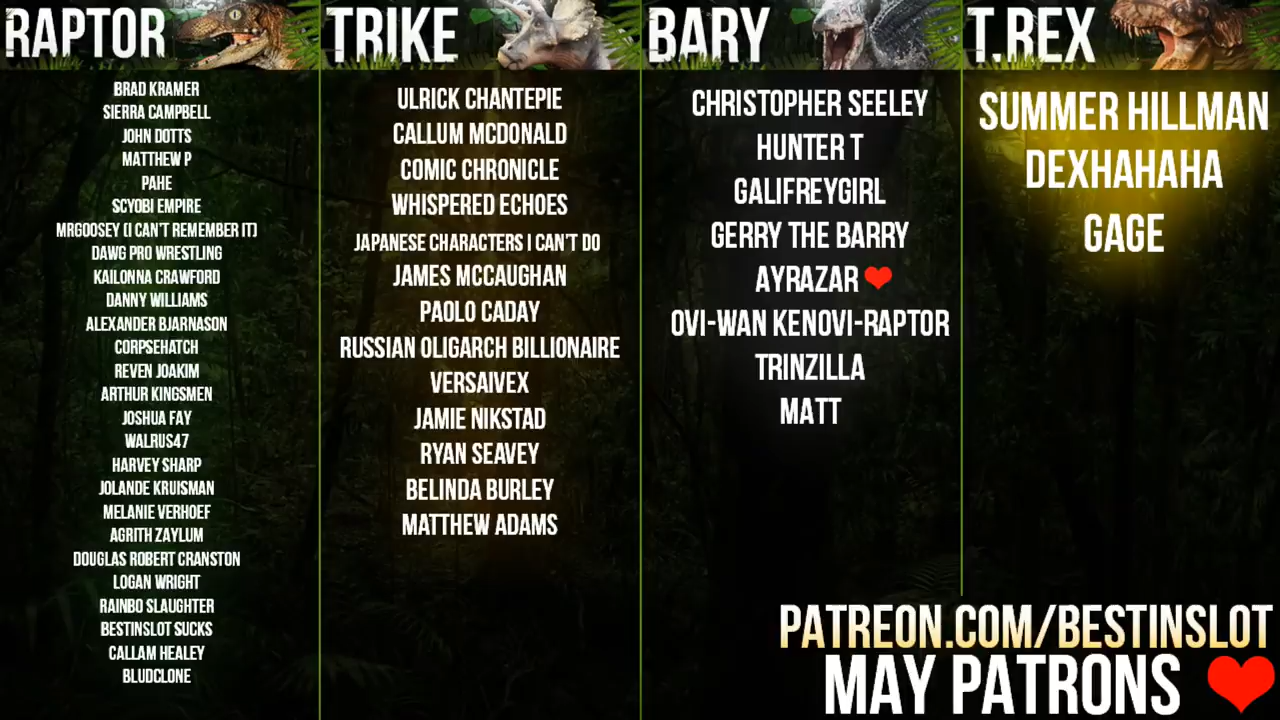 RAPTOR
BRAD KRAMER
SIERRA CAMPBELL
JOHN DOTTS
MATTHEW P
PAHE
SCYOBI EMPIRE
MRGOOSEY (I CAN'T REMEMBER IT)
DAWG PRO WRESTLING
KAILONNA CRAWFORD
DANNY WILLIAMS
ALEXANDER BJARNASON
CORPSEHATCH
REVEN JOAKIM
ARTHUR KINGSMEN
JOSHUA FAY
WALRUS47
HARVEY SHARP
JOLANDE KRUISMAN
MELANIE VERHOEF
AGRITH ZAYLUM
DOUGLAS ROBERT CRANSTON
LOGAN WRIGHT
RAINBO SLAUGHTER
BESTINSLOT SUCKS
CALLAM HEALEY
BLUDCLONE
TRIKE
ULRICK CHANTEPIE
CALLUM MCDONALD
COMIC CHRONICLE
WHISPERED ECHOES
JAPANESE CHARACTERS I CAN'T DO
JAMES MCCAUGHAN
PAOLO CADAY
RUSSIAN OLIGARCH BILLIONAIRE
VERSAIVEX
JAMIE NIKSTAD
RYAN SEAVEY
BELINDA BURLEY
MATTHEW ADAMS
BARY
CHRISTOPHER SEELEY
HUNTER T
GALIFREYGIRL
GERRY THE BARRY
AYRAZAR ❤
OVI-WAN KENOVI-RAPTOR
TRINZILLA
MATT
T.REX
SUMMER HILLMAN
DEXHAHAHA
GAGE
PATREON.COM/BESTINSLOT
MAY PATRONS ❤